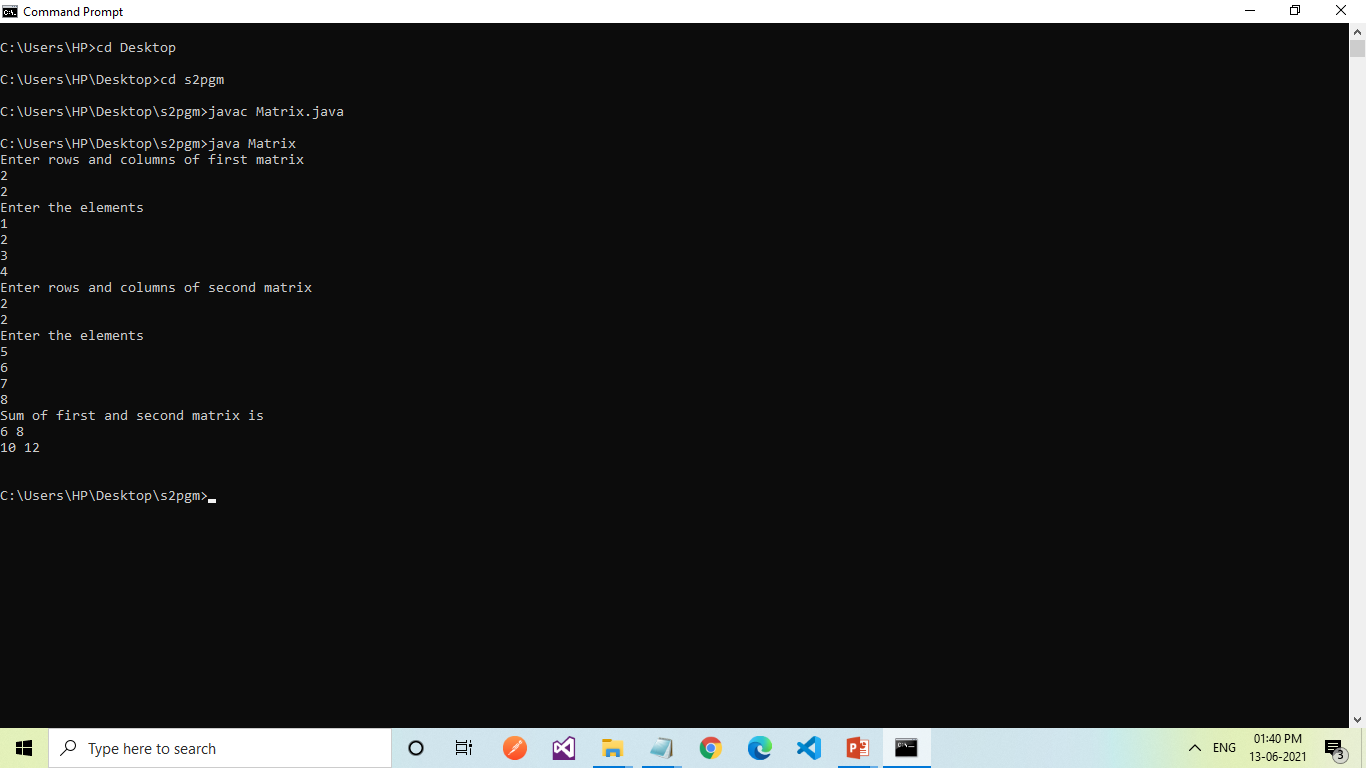 Command Prompt
C:\Users\HP>cd Desktop
C:\Users\HP\Desktop>cd s2pgm
C:\Users\HP\Desktop\s2pgm>javac Matrix.java
C:\Users\HP\Desktop\s2pgm>java Matrix
Enter rows and columns of first matrix
2
2
Enter the elements
1
2
3
4
Enter rows and columns of second matrix
2
2
Enter the elements
5
6
7
8
Sum of first and second matrix is
6 8
10 12
C:\Users\HP\Desktop\s2pgm>
Type here to search
ENG
01:40 PM
13-06-2021
3